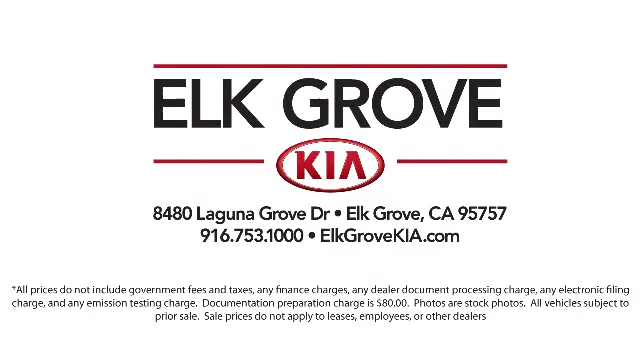 ELK GROVE
KIA
8480 Laguna Grove Dr • Elk Grove, CA 95757
916.753.1000 • ElkGroveKIA.com
*All prices do not include government fees and taxes, any finance charges, any dealer document processing charge, any electronic filing
charge, and any emission testing charge.  Documentation preparation charge is $80.00.  Photos are stock photos.  All vehicles subject to
prior sale.  Sale prices do not apply to leases, employees, or other dealers